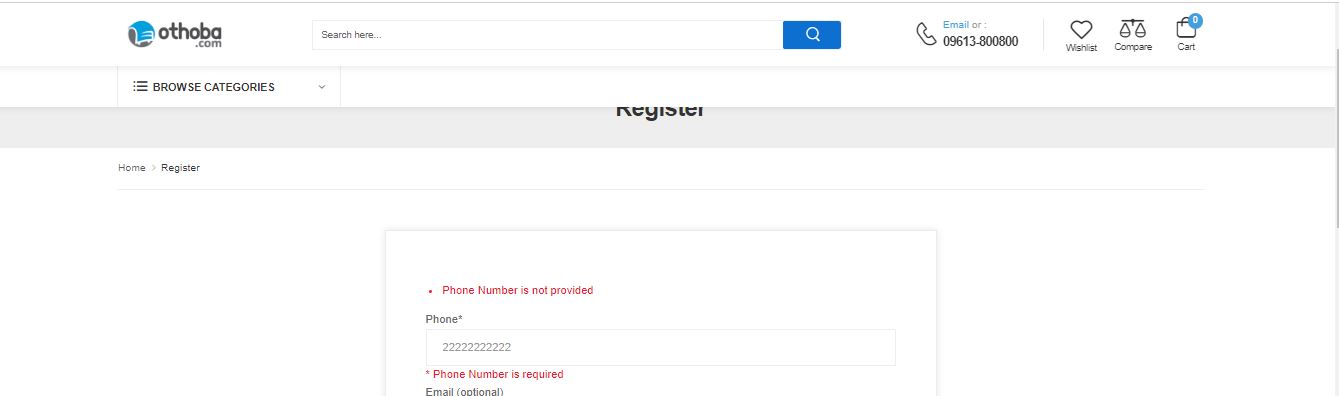 othoba
.com
Search here...
Email or :
09613-800800
Wishlist
Compare
0
Cart
BROWSE CATEGORIES
Register
Home > Register
• Phone Number is not provided
Phone*
22222222222
* Phone Number is required
Email (optional)